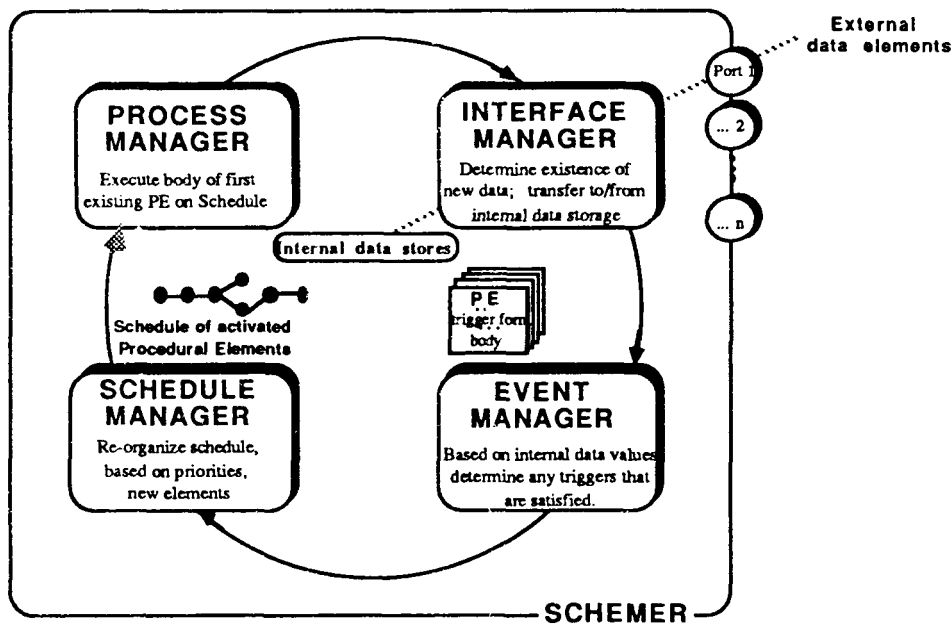 External
data elements
Port 1
... 2
... n
PROCESS
MANAGER
Execute body of first
existing PE on Schedule
INTERFACE
MANAGER
Determine existence of
new data; transfer to/from
internal data storage
Internal data stores
Schedule of activated
Procedural Elements
PE
trigger form
body
SCHEDULE
MANAGER
Re-organize schedule,
based on priorities,
new elements
EVENT
MANAGER
Based on internal data values
determine any triggers that
are satisfied.
SCHEMER